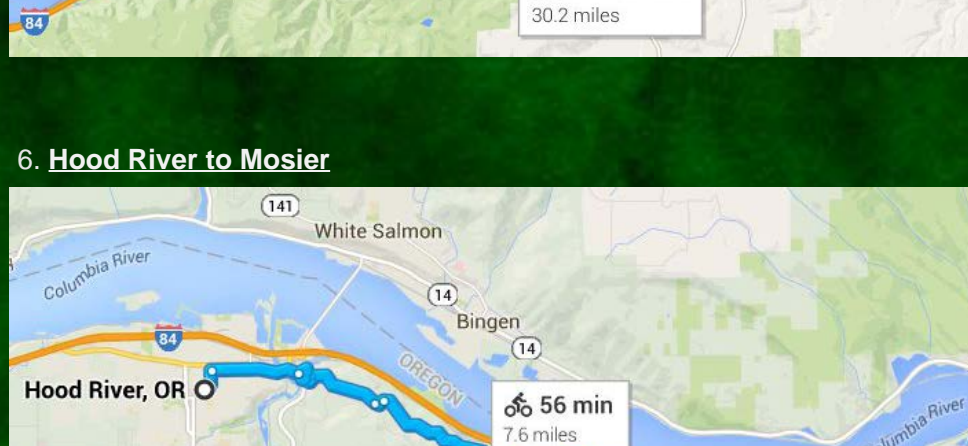 84
30.2 miles
6. Hood River to Mosier
141
White Salmon
Columbia River
14
Bingen
84
14
OREGON
Hood River, OR
56 min
7.6 miles
River